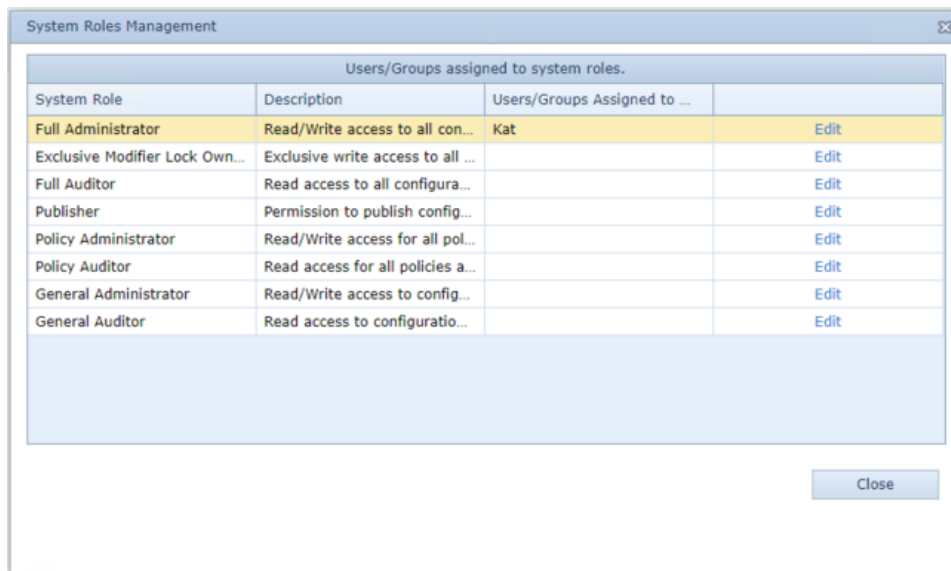 System Roles Management
Users/Groups assigned to system roles.
System Role Description Users/Groups Assigned to ...
Full Administrator Read/Write access to all con... Kat Edit
Exclusive Modifier Lock Own... Exclusive write access to all ... Edit
Full Auditor Read access to all configura... Edit
Publisher Permission to publish config... Edit
Policy Administrator Read/Write access for all pol... Edit
Policy Auditor Read access for all policies a... Edit
General Administrator Read/Write access to config... Edit
General Auditor Read access to configuratio... Edit
Close